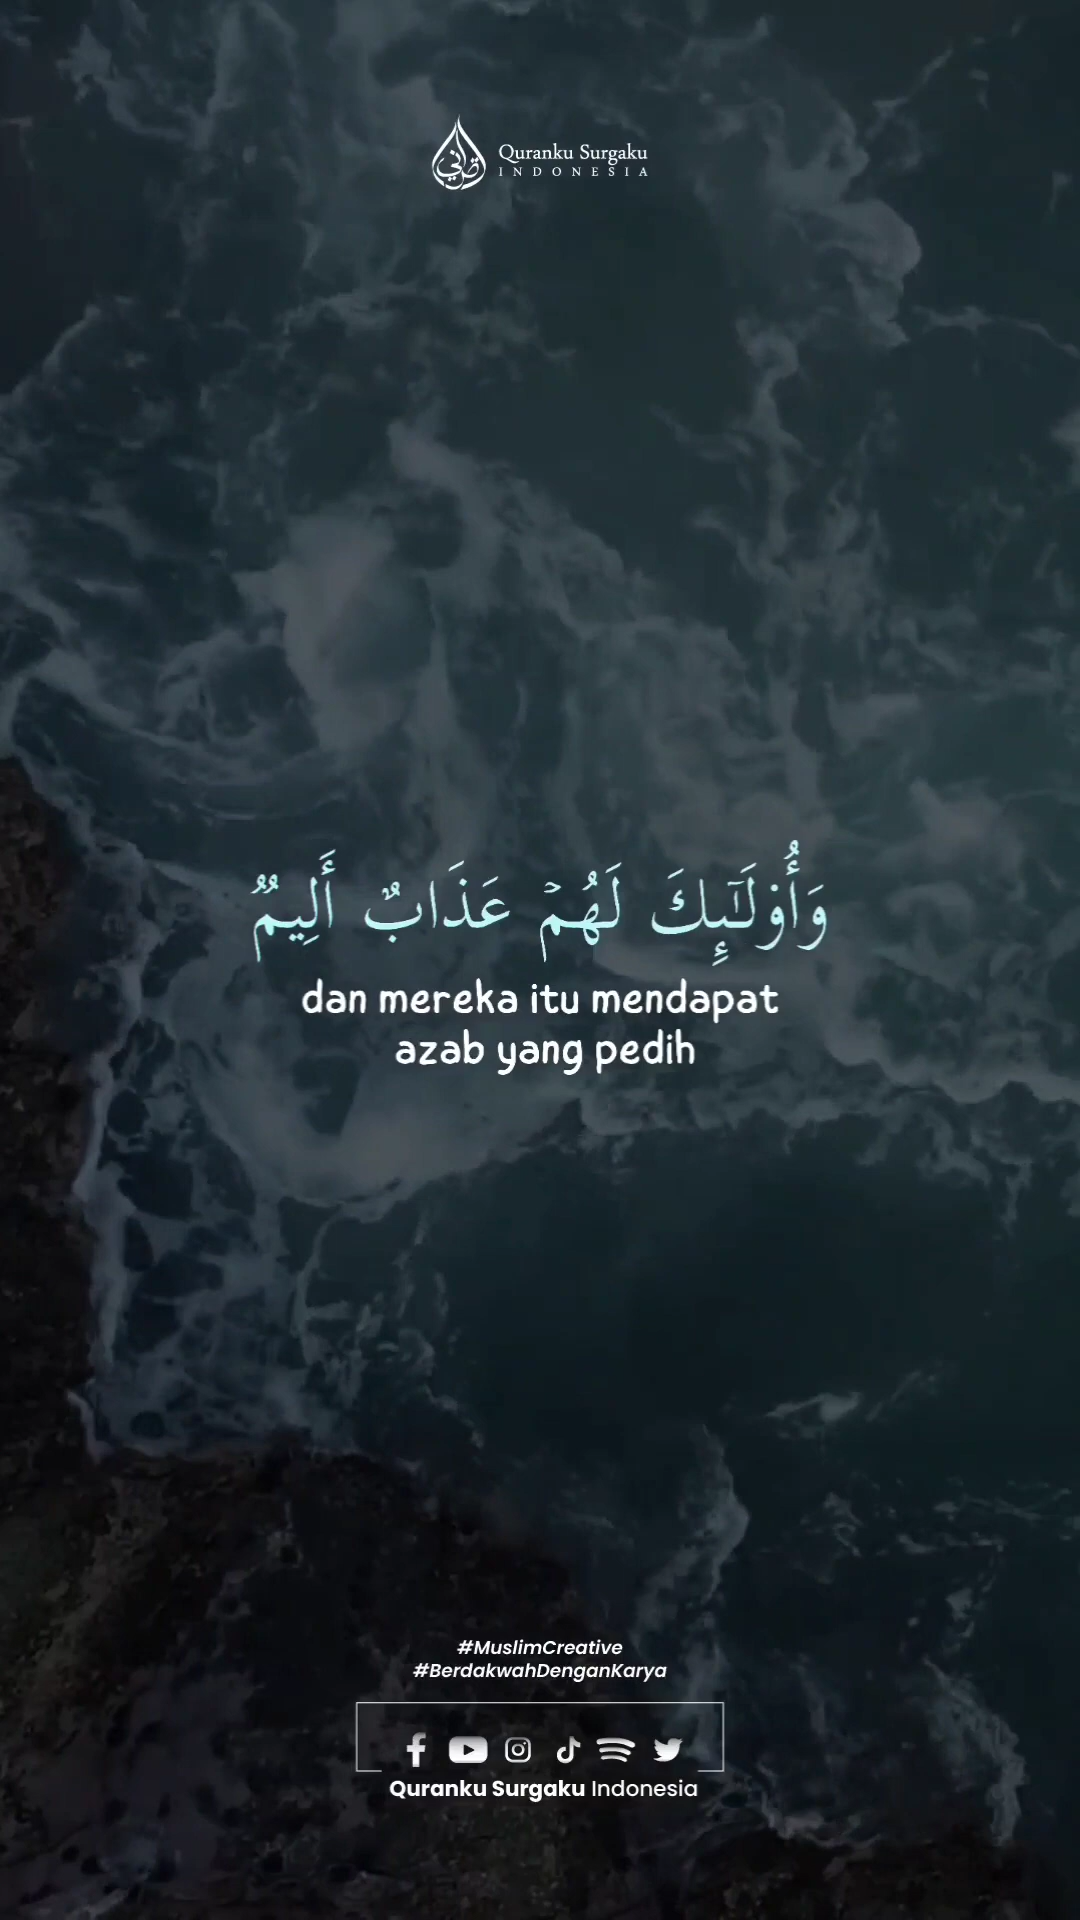 Quranku Surgaku
INDONESIA
وَأُو۟لَـٰٓئِكَ لَهُمْ عَذَابٌ أَلِيمٌ
dan mereka itu mendapat
azab yang pedih
#MuslimCreative
#BerdakwahDenganKarya
Quranku Surgaku Indonesia